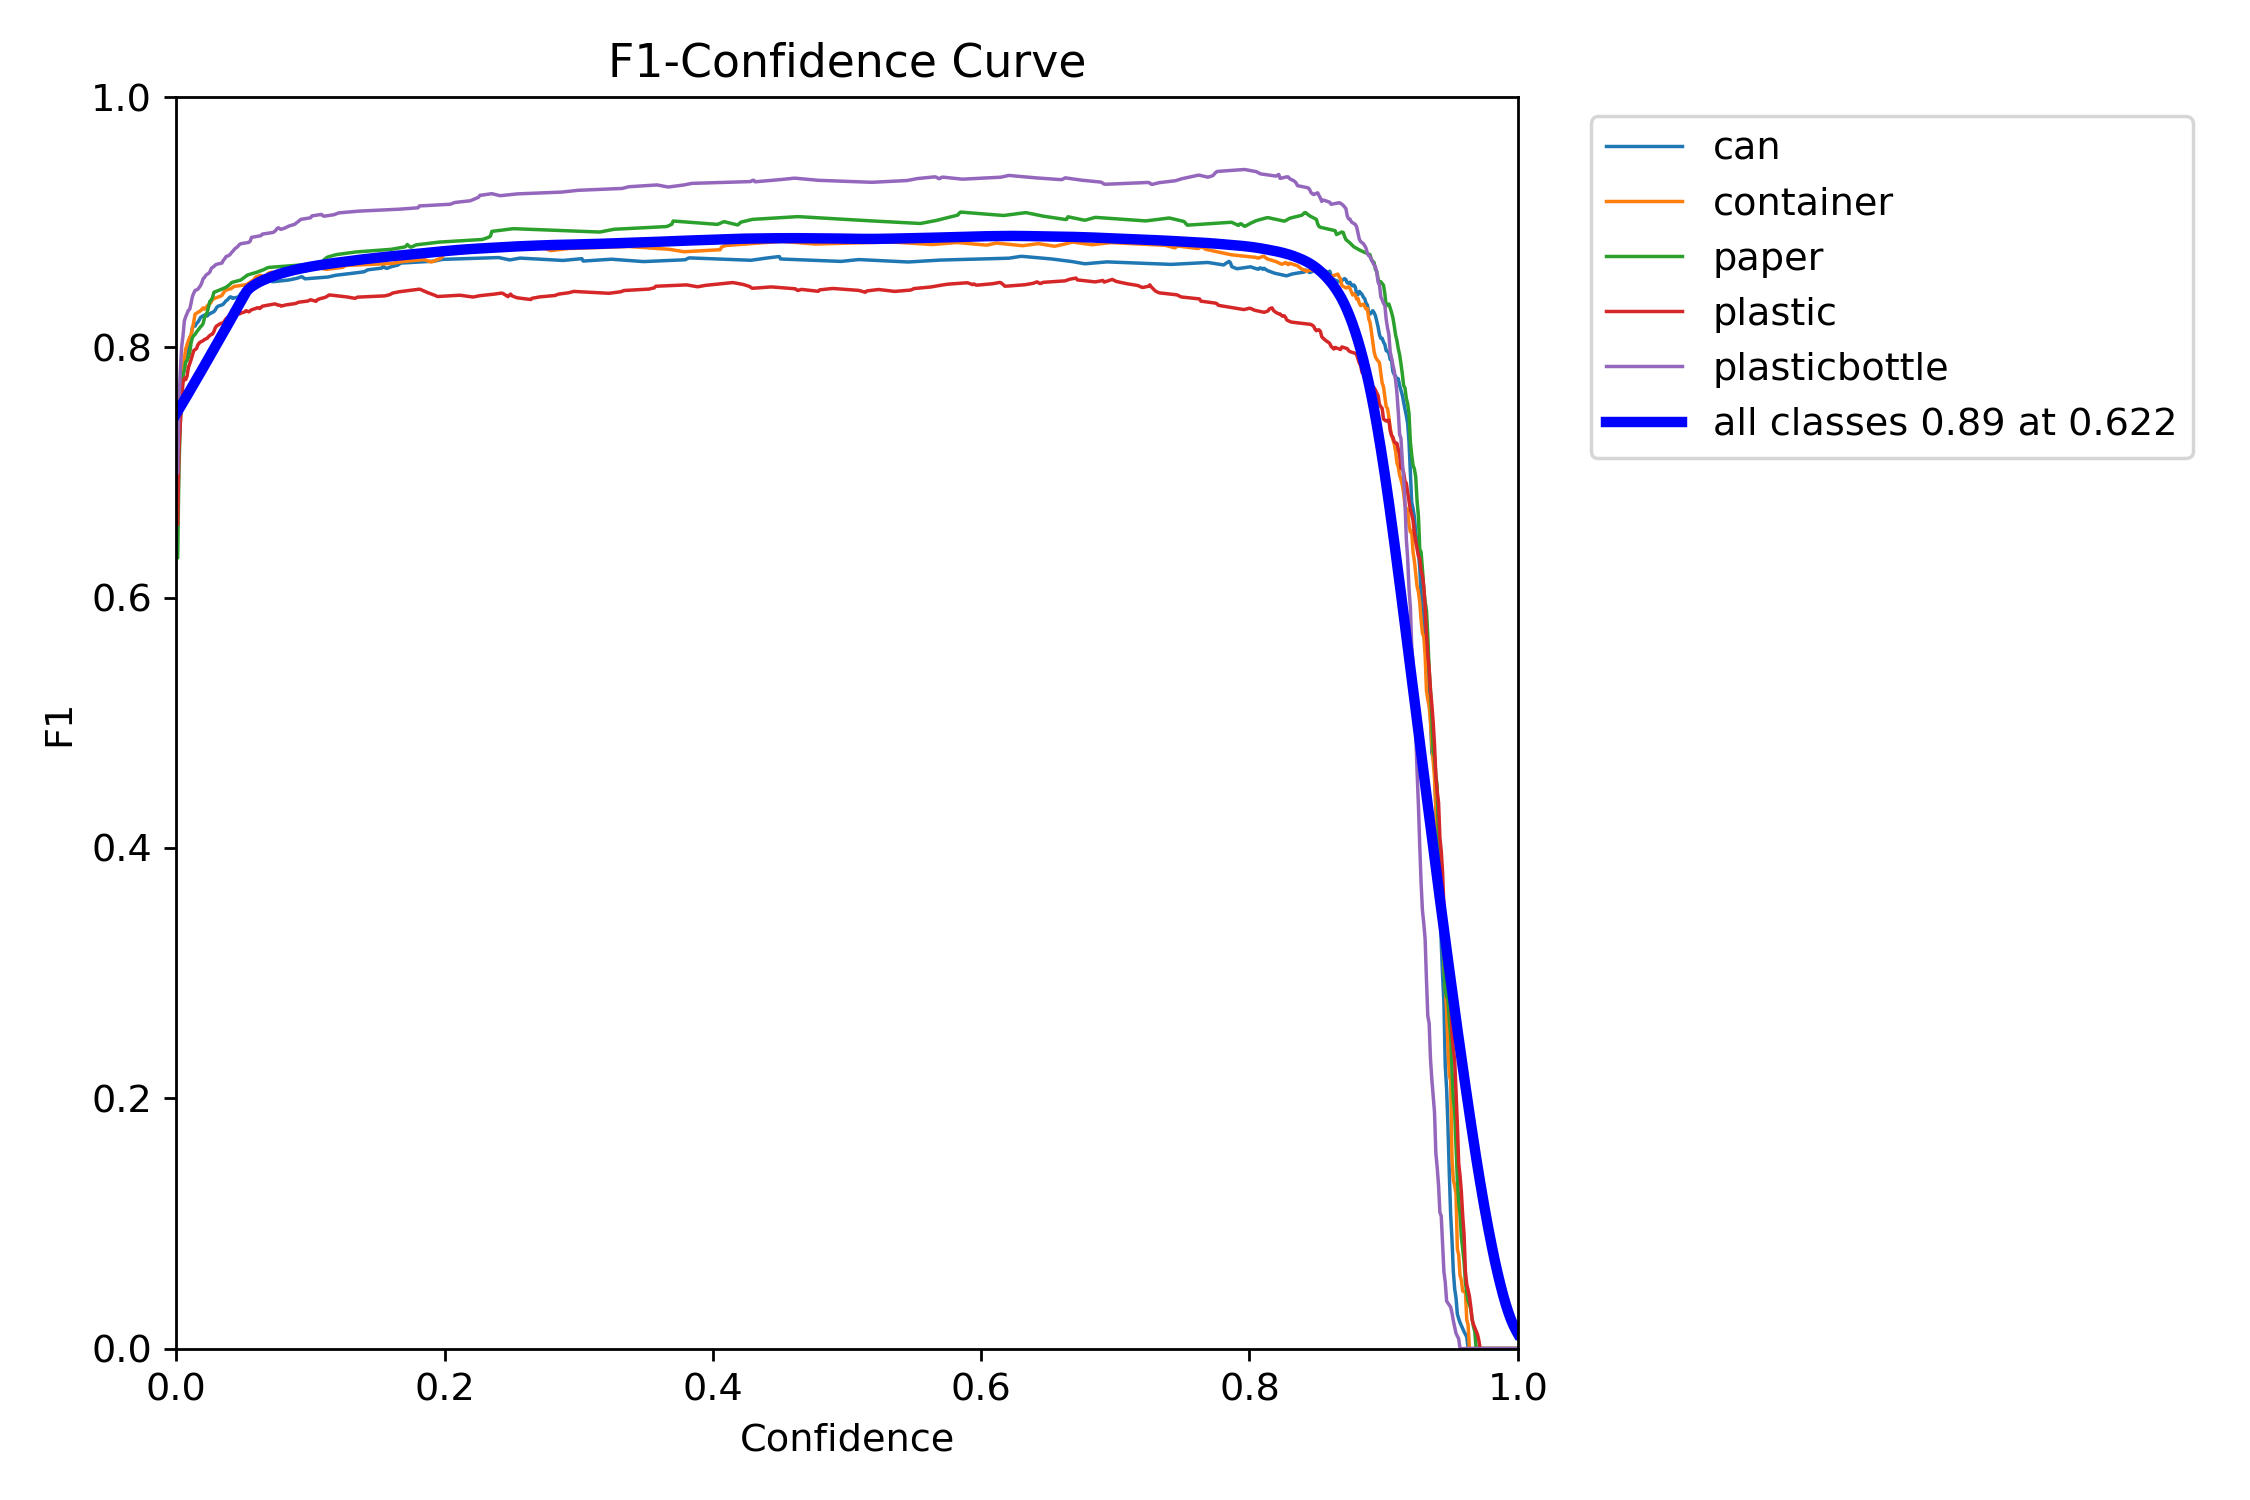 F1-Confidence Curve
1.0
0.8
0.6
0.4
0.2
0.0
F1
0.0 0.2 0.4 0.6 0.8 1.0
Confidence
can
container
paper
plastic
plasticbottle
all classes 0.89 at 0.622